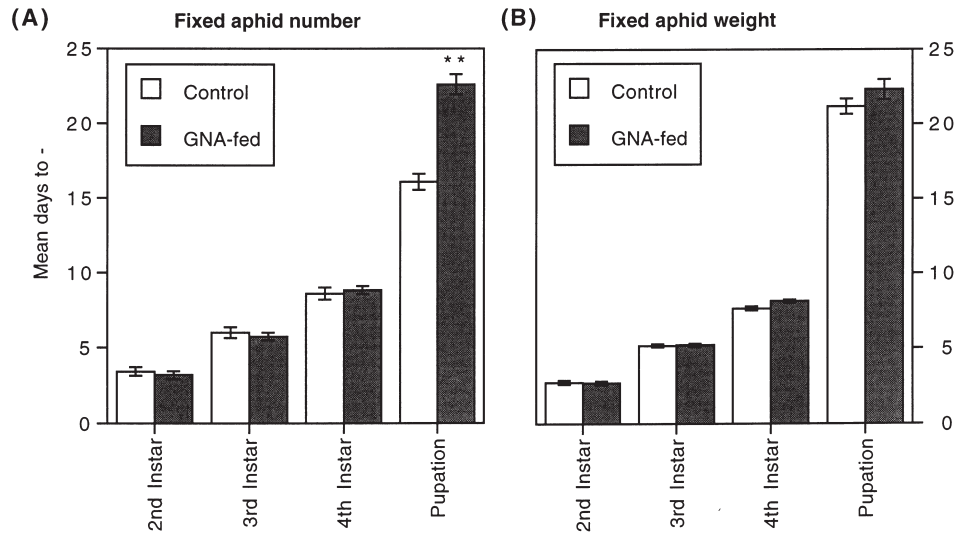 (A) Fixed aphid number
25
20
15
10
5
0
Mean days to -
Control
GNA-fed
**
2nd Instar
3rd Instar
4th Instar
Pupation
(B) Fixed aphid weight
Control
GNA-fed
25
20
15
10
5
0
2nd Instar
3rd Instar
4th Instar
Pupation